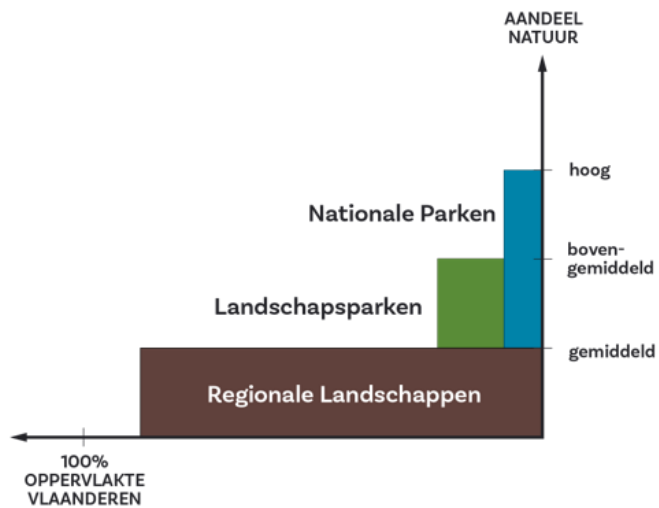 AANDEEL
NATUUR
hoog
Nationale Parken
boven-
gemiddeld
Landschapsparken
gemiddeld
Regionale Landschappen
100%
OPPERVLAKTE
VLAANDEREN